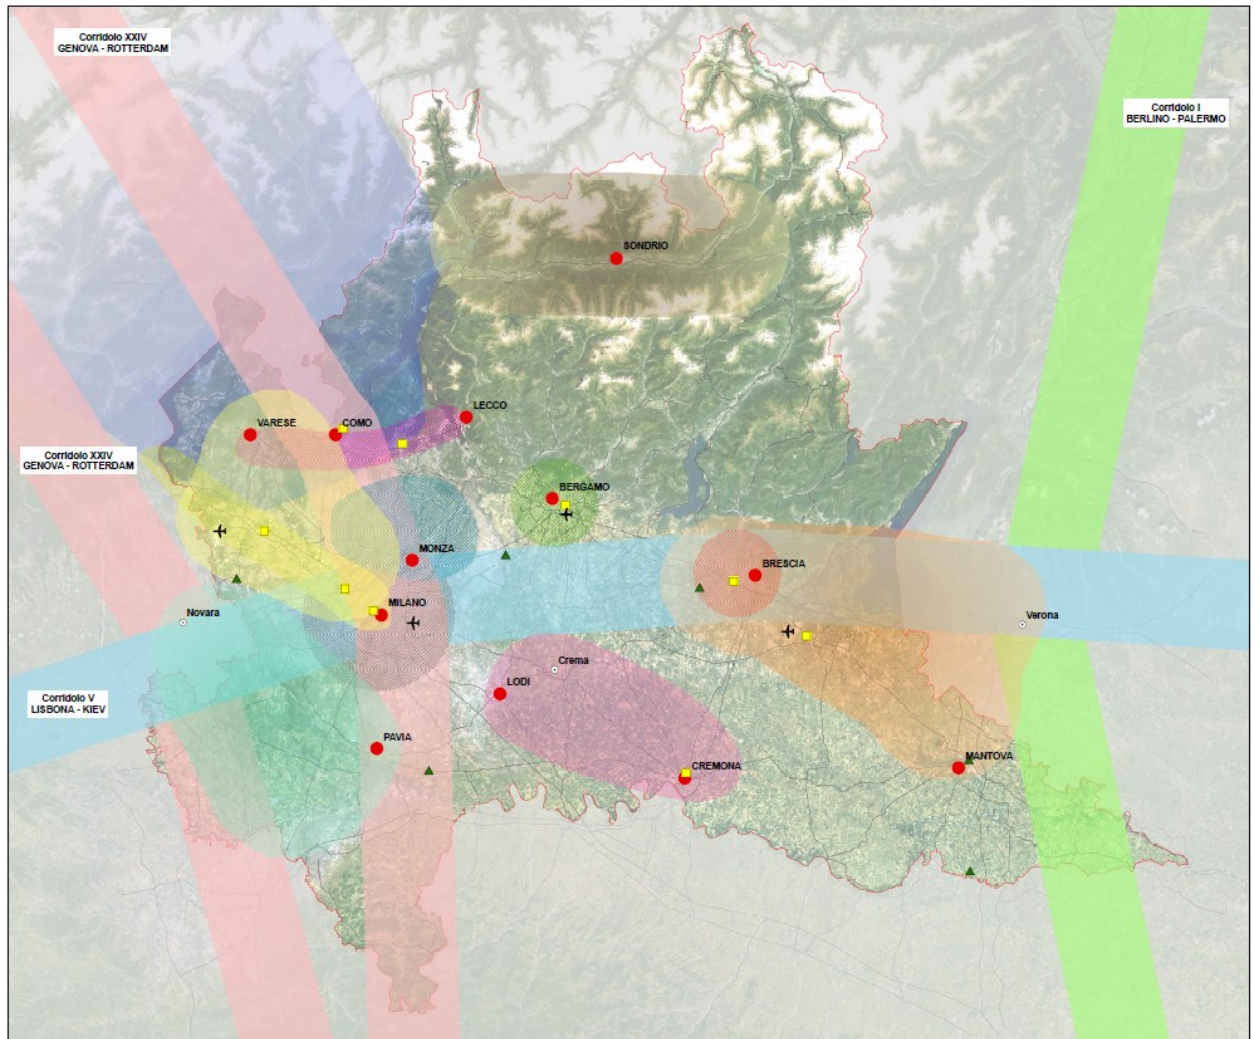 Corridoio XXIV
GENOVA - ROTTERDAM
Corridoio I
BERLINO - PALERMO
SONDRIO
LECCO
VARESE
COMO
Corridoio XXIV
GENOVA - ROTTERDAM
BERGAMO
MONZA
BRESCIA
MILANO
Novara
Verona
Crema
LODI
Corridoio V
LISBONA - KIEV
PAVIA
MANTOVA
CREMONA